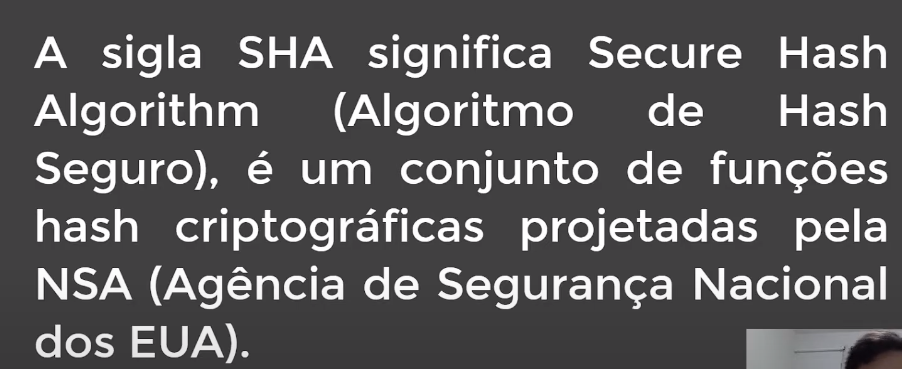 A sigla SHA significa Secure Hash
Algorithm (Algoritmo de Hash
Seguro), é um conjunto de funções
hash criptográficas projetadas pela
NSA (Agência de Segurança Nacional
dos EUA).